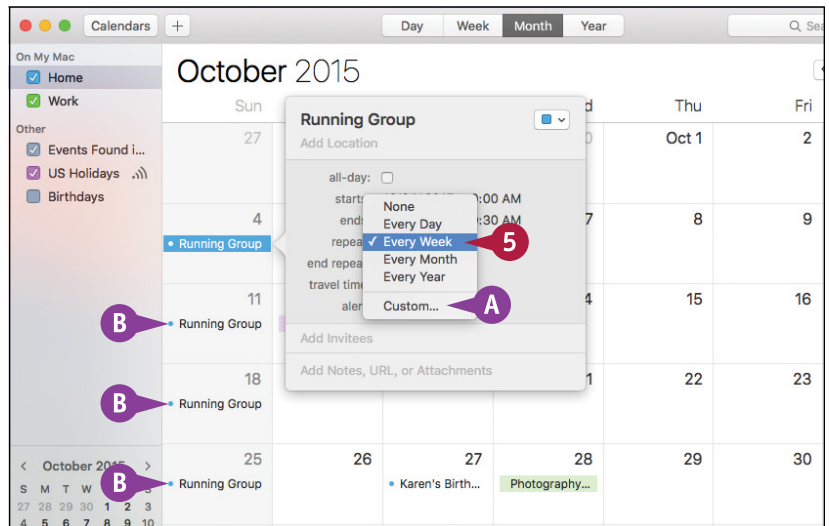 Calendars + Day Week Month Year
On My Mac
Home
Work
Other
Events Found i...
US Holidays
Birthdays
October 2015
Sun Thu Fri
27 Oct 1 2
4 7 8 9
Running Group
11 15 16
Running Group
18 22 23
Running Group
25 26 27 28 29 30
Running Group Karen's Birth... Photography...
Running Group
Add Location
all-day:
starts
:00 AM
ends
:30 AM
repea
end repea
travel time
aler
None
Every Day
✓ Every Week
Every Month
Every Year
Custom...
Add Invitees
Add Notes, URL, or Attachments
5
A
B
B
B
< October >
S M T W S
27 28 29 30 1 2 3
4 5 6 7 8 9 10